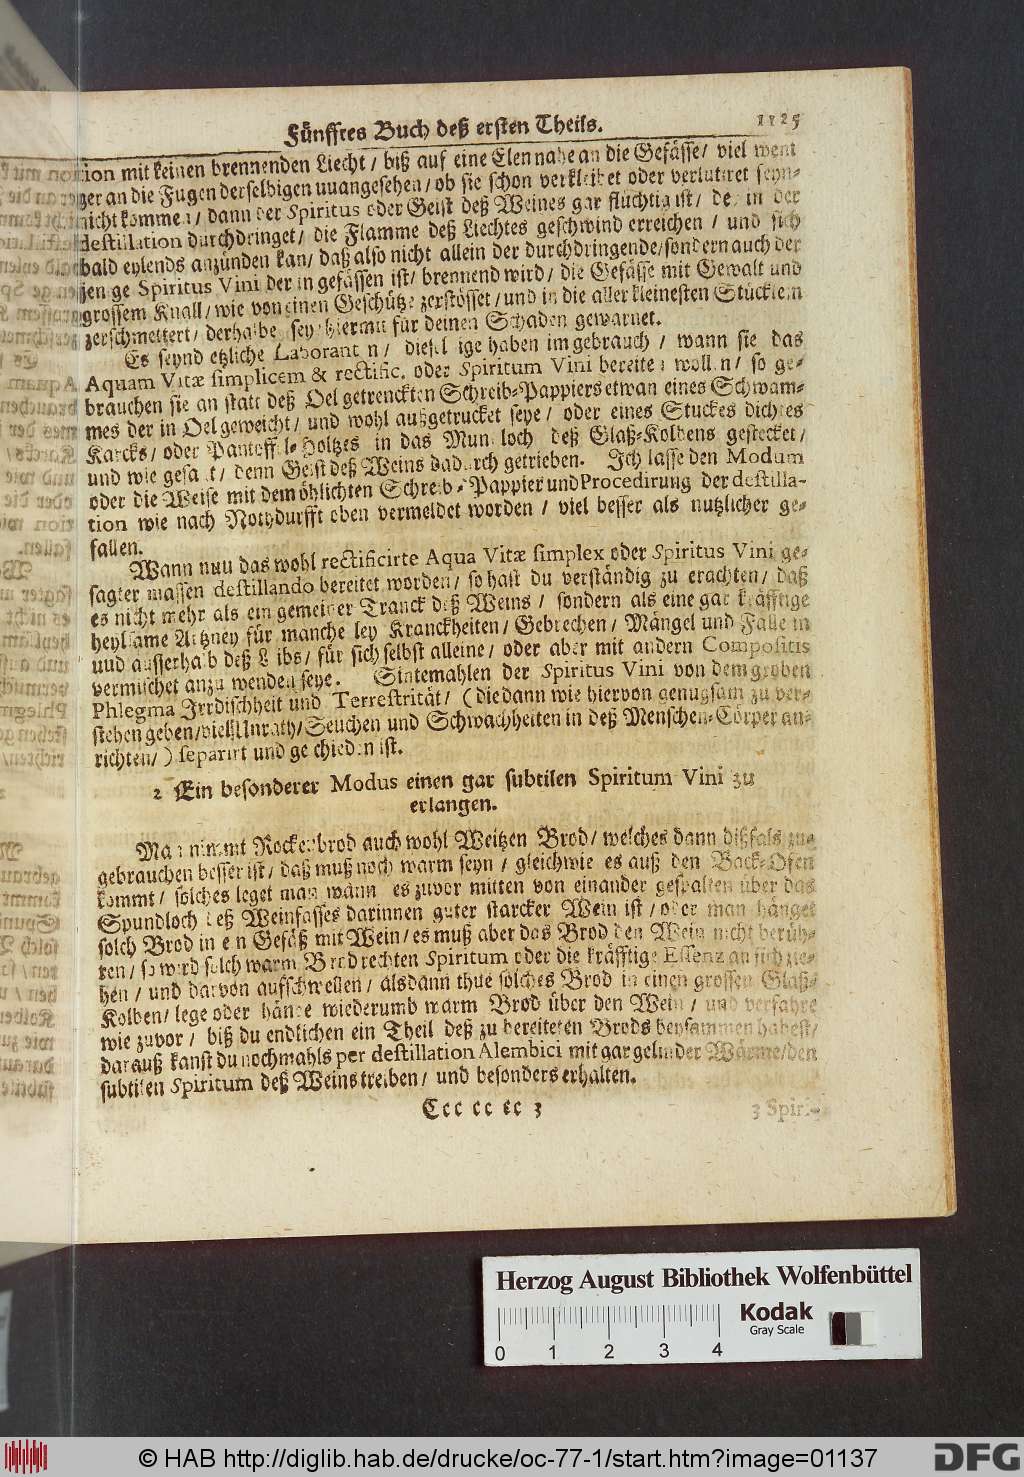 Fünfftes Buch deß ersten Theils. 1125
tion mit keinen brennenden Liecht / biß auf eine Elen nahe an die Gefässe / viel weni
ger an die Fugen derselbigen unangesehen / ob sie schon verkleibet oder verlutiret seyn-
nicht kommen / dann der Spiritus oder Geist deß Weines gar flüchtig ist / der in der
destillation durchdringet / die Flamme deß Liechtes geschwind erreichen / und sich
bald eylends anzünden kan / daß also nicht allein der durchdringende / sondern auch der
jenige Spiritus Vini der in gefässen ist / brennend wird / die Gefässe mit Gewalt und
grossem Knall / wie von einen Geschütze zerstösset / und in die aller kleinesten Stücklein
zerschmettert / derhalben sey hiermit für deinen Schaden gewarnet.
Es seynd etzliche Laboranten / dieselbige haben im gebrauch / wann sie das
Aquam Vitæ simplicem & rectific. oder Spiritum Vini bereiten wollen / so ge-
brauchen sie an statt deß Oel getrenckten Schreib-Pappiers etwan eines Schwam-
mes der in Oel geweicht / und wohl außgetrucket seye / oder eines Stuckes dichtes
Karcks / oder Pantoffel-Holtzes in das Mundloch deß Glaß-Kolbens gestecket /
und wie gesagt / denn Geist deß Weins dadurch getrieben. Ich lasse den Modum
oder die Weise mit dem öhlichten Schreib-Pappier und Procedirung der destilla-
tion wie nach Nothdurfft oben vermeldet worden / viel besser als nutzlicher ge-
fallen.
Wann nun das wohl rectificirte Aqua Vitæ simplex oder Spiritus Vini ge-
sagter massen destillando bereitet worden / so hast du verständig zu erachten / daß
es nicht mehr als ein gemeiner Tranck deß Weins / sondern als eine gar kräfftige
heylsame Artzney für mancherley Kranckheiten / Gebrechen / Mängel und Fälle in
und ausserhalb deß Leibs / für sich selbst alleine / oder aber mit andern Compositis
vermischet anzuwenden seye. Sintemahlen der Spiritus Vini von dem groben
Phlegma Irrdischheit und Terrestrität / (die dann wie hiervon genugsam zu ver-
stehen geben / viel Unrath / Seuchen und Schwachheiten in deß Menschen-Cörper an-
richten /) separirt und geschieden ist.
2 Ein besonderer Modus einen gar subtilen Spiritum Vini zu
erlangen.
Man nimmt Rockenbrod auch wohl Weitzen Brod / welches dann dißfals zu-
gebrauchen besser ist / daß muß noch warm seyn / gleichwie es auß den Back-Ofen
kommt / solches leget man wann es zuvor mitten von einander gespalten über das
Spundloch deß Weinfasses darinnen guter starcker Wein ist / oder man hänget
solch Brod in ein Gefäß mit Wein / es muß aber das Brod den Wein nicht berüh-
ren / so wird solch warm Brod rechten Spiritum oder die kräfftige Essenz an sich zie-
hen / und darvon aufschwellen / alsdann thue solches Brod in einen grossen Glaß-
Kolben / lege oder hänge wiederumb warm Brod über den Wein / und verfahre
wie zuvor / biß du endlichen ein Theil deß zu bereiteten Brods beysammen habest /
darauß kanst du nochmahls per destillation Alembici mit gar gelinder Wärme / den
subtilen Spiritum deß Weins treiben / und besonders erhalten.
Ccc cc cc 3 3 Spiri-
Herzog August Bibliothek Wolfenbüttel
0 1 2 3 4
Kodak
Gray Scale
© HAB http://diglib.hab.de/drucke/oc-77-1/start.htm?image=01137
DFG